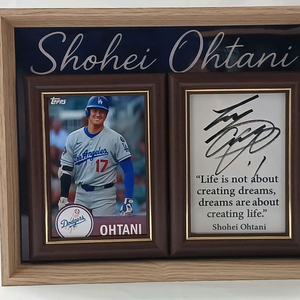 Shohei Ohtani
Topps
Los Angeles
17
Dodgers
OHTANI
"Life is not about
creating dreams,
dreams are about
creating life."
Shohei Ohtani